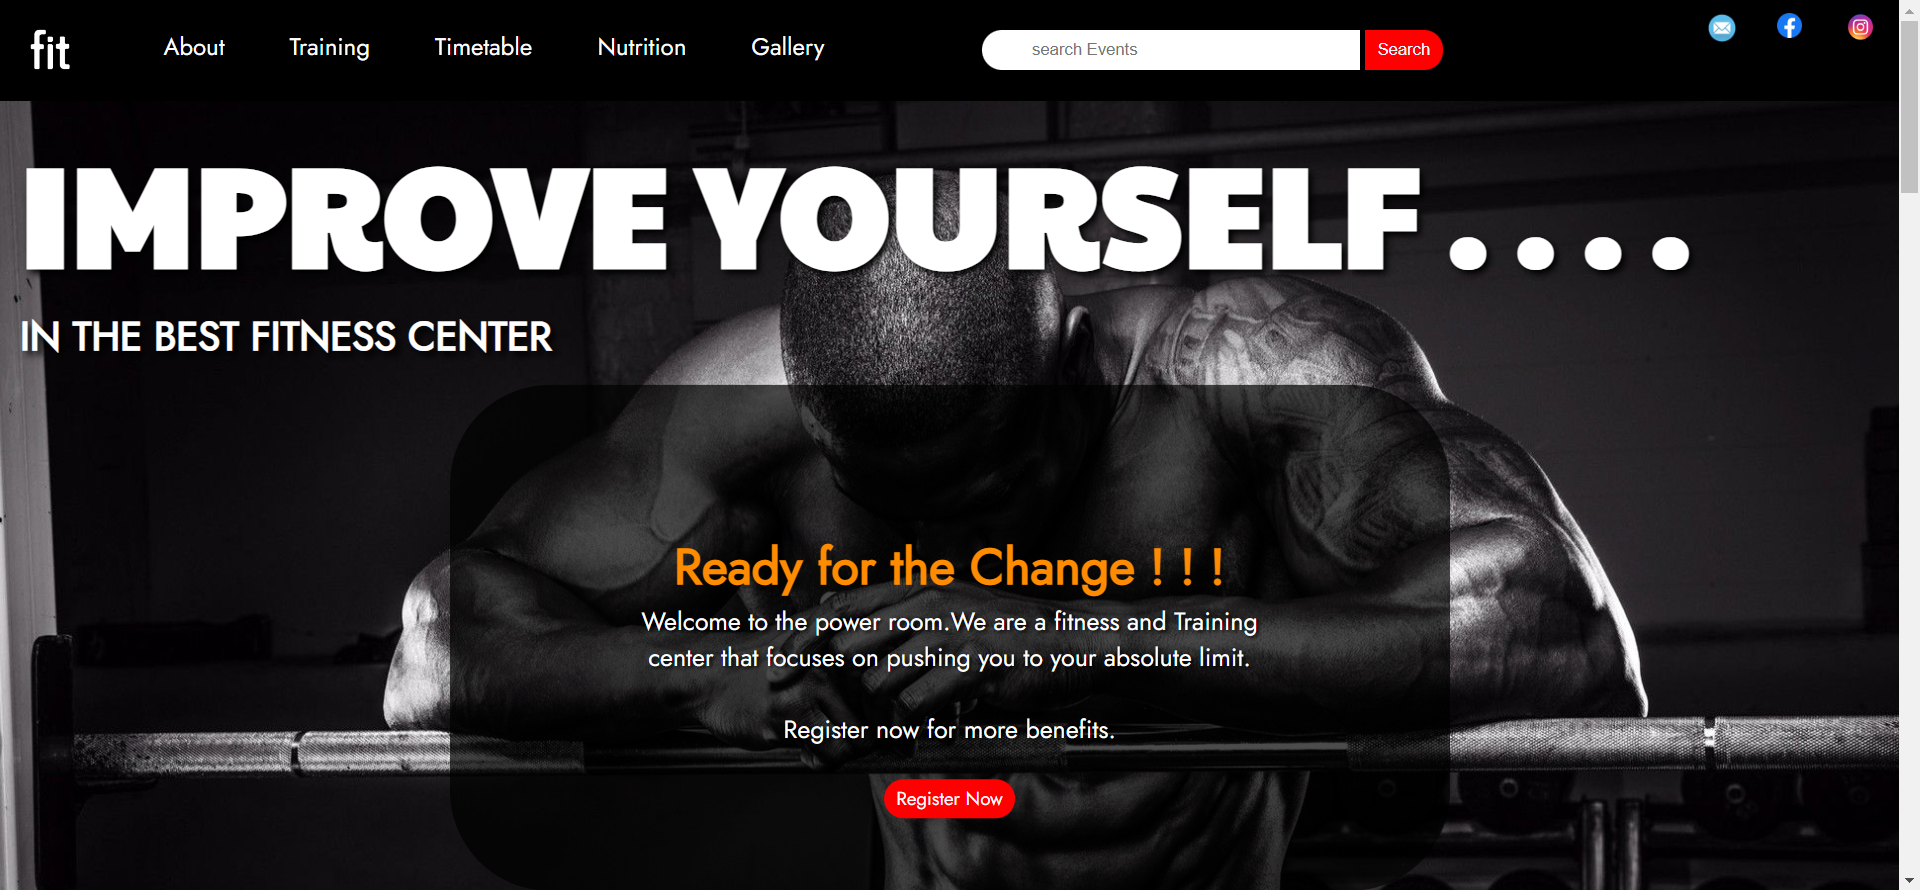 fit
About
Training
Timetable
Nutrition
Gallery
search Events
Search
IMPROVE YOURSELF . . . .
IN THE BEST FITNESS CENTER
Ready for the Change ! ! !
Welcome to the power room.We are a fitness and Training
center that focuses on pushing you to your absolute limit.
Register now for more benefits.
Register Now